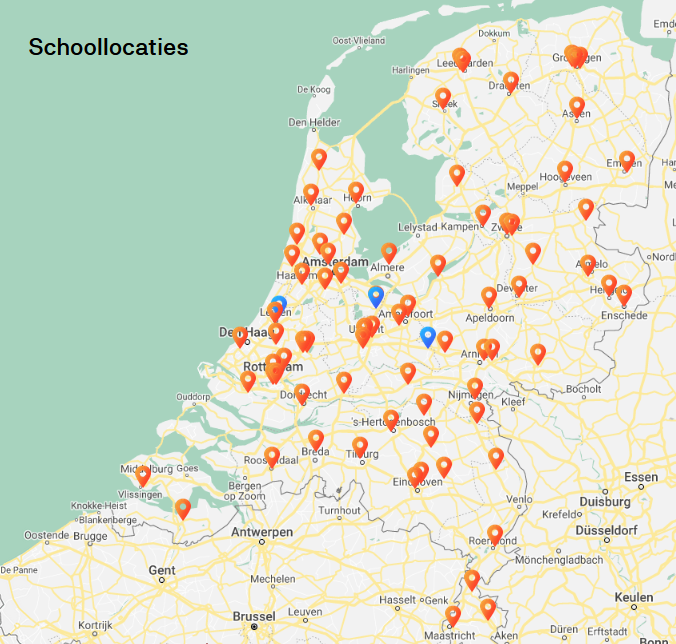 Schoollocaties
Oost-Vlieland
Dokkum
Harlingen
Leeuwarden
Groningen
De Koog
Drachten
Sneek
Assen
Den Helder
Emmen
Hoogeveen
Meppel
Alkmaar
Hoorn
Lelystad
Kampen
Zwolle
Amsterdam
Almere
Haarlem
Almelo
Deventer
Hengelo
Apeldoorn
Enschede
Leiden
Amersfoort
Utrecht
Den Haag
Arnhem
Rotterdam
Bocholt
Ouddorp
Dordrecht
Nijmegen
Kleef
's-Hertogenbosch
Breda
Tilburg
Roosendaal
Middelburg
Goes
Vlissingen
Bergen
op Zoom
Eindhoven
Essen
Knokke-Heist
Blankenberge
Turnhout
Venlo
Duisburg
Krefeld
Oostende
Brugge
Antwerpen
Roermond
Düsseldorf
De Panne
Gent
Mönchengladbach
Mechelen
Hasselt
Genk
Keulen
Kortrijk
Brussel
Leuven
Maastricht
Aken
Düren
Erftstadt
Bonn